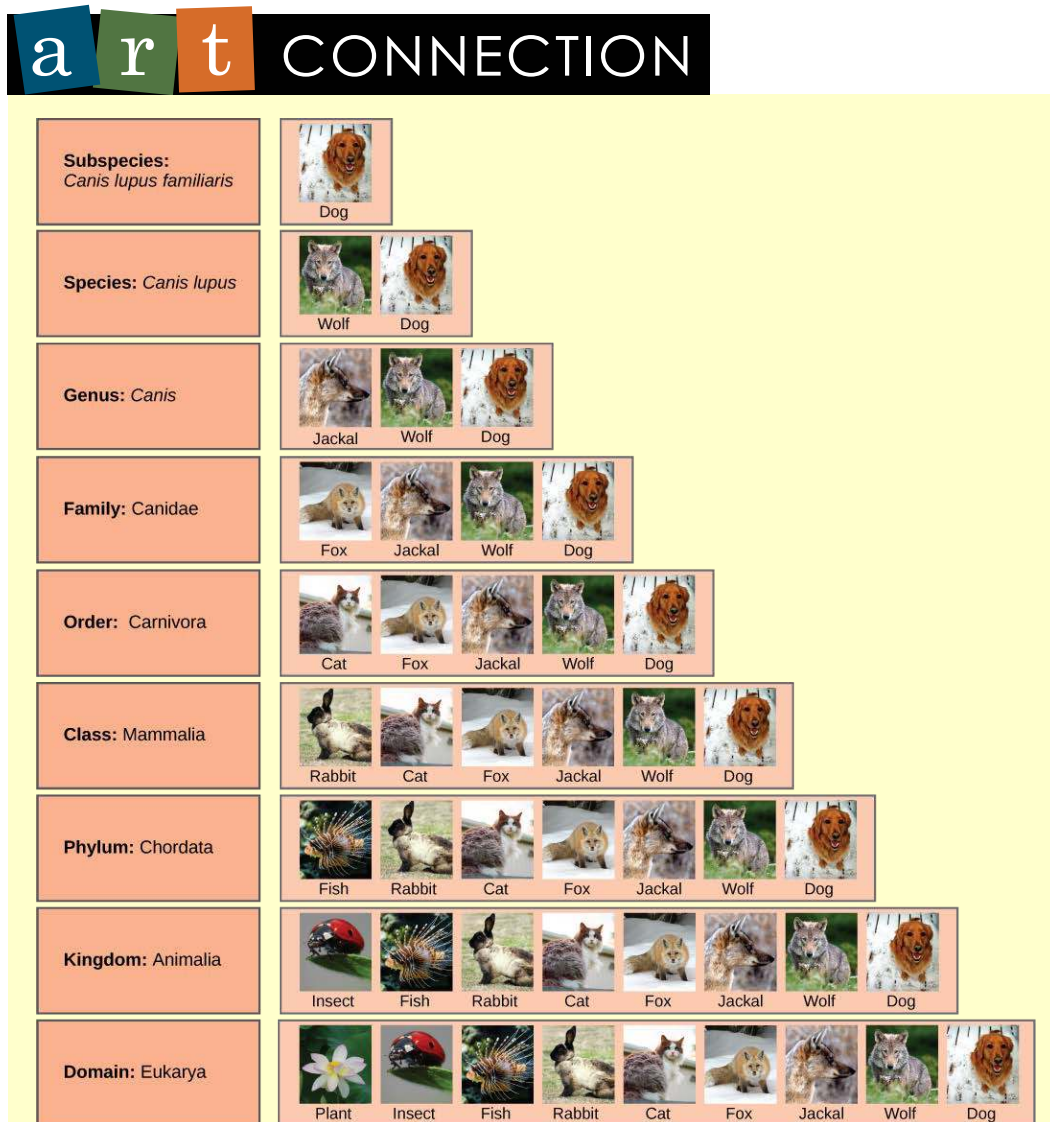 art CONNECTION
Subspecies:
Canis lupus familiaris
Dog
Species: Canis lupus
Wolf Dog
Genus: Canis
Jackal Wolf Dog
Family: Canidae
Fox Jackal Wolf Dog
Order: Carnivora
Cat Fox Jackal Wolf Dog
Class: Mammalia
Rabbit Cat Fox Jackal Wolf Dog
Phylum: Chordata
Fish Rabbit Cat Fox Jackal Wolf Dog
Kingdom: Animalia
Insect Fish Rabbit Cat Fox Jackal Wolf Dog
Domain: Eukarya
Plant Insect Fish Rabbit Cat Fox Jackal Wolf Dog